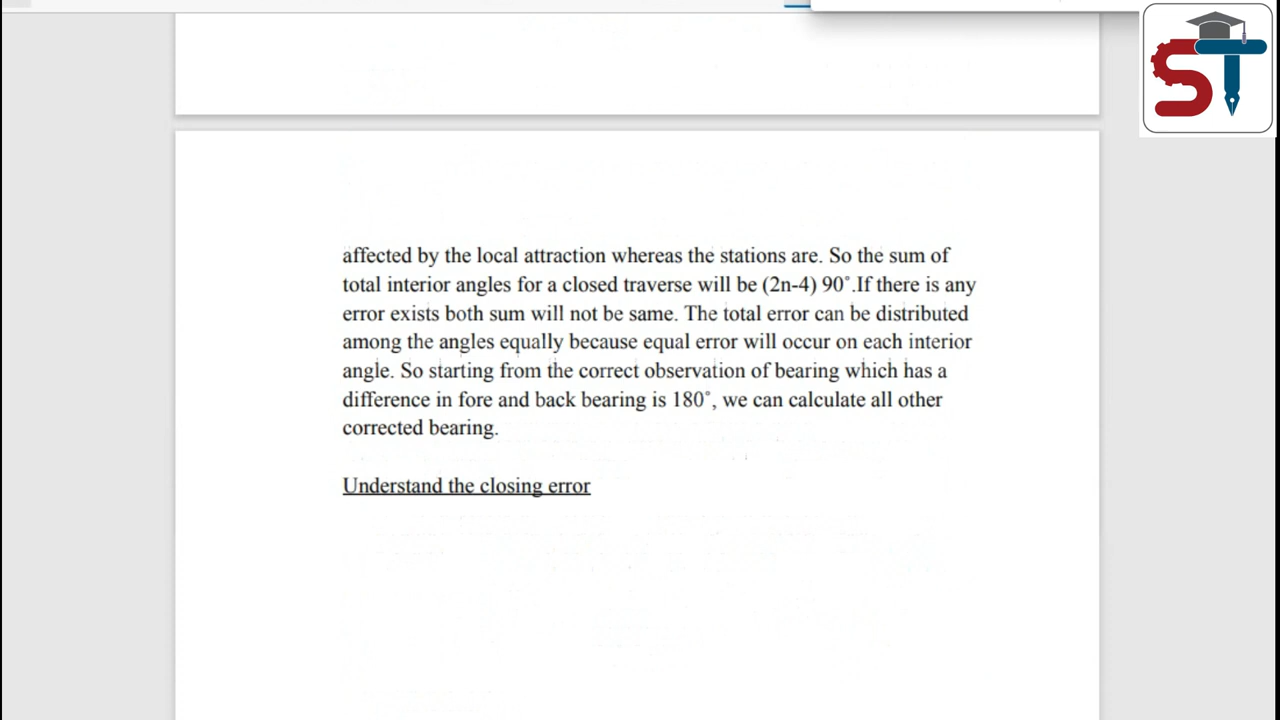 ST
affected by the local attraction whereas the stations are. So the sum of
total interior angles for a closed traverse will be (2n-4) 90˚.If there is any
error exists both sum will not be same. The total error can be distributed
among the angles equally because equal error will occur on each interior
angle. So starting from the correct observation of bearing which has a
difference in fore and back bearing is 180˚, we can calculate all other
corrected bearing.
Understand the closing error